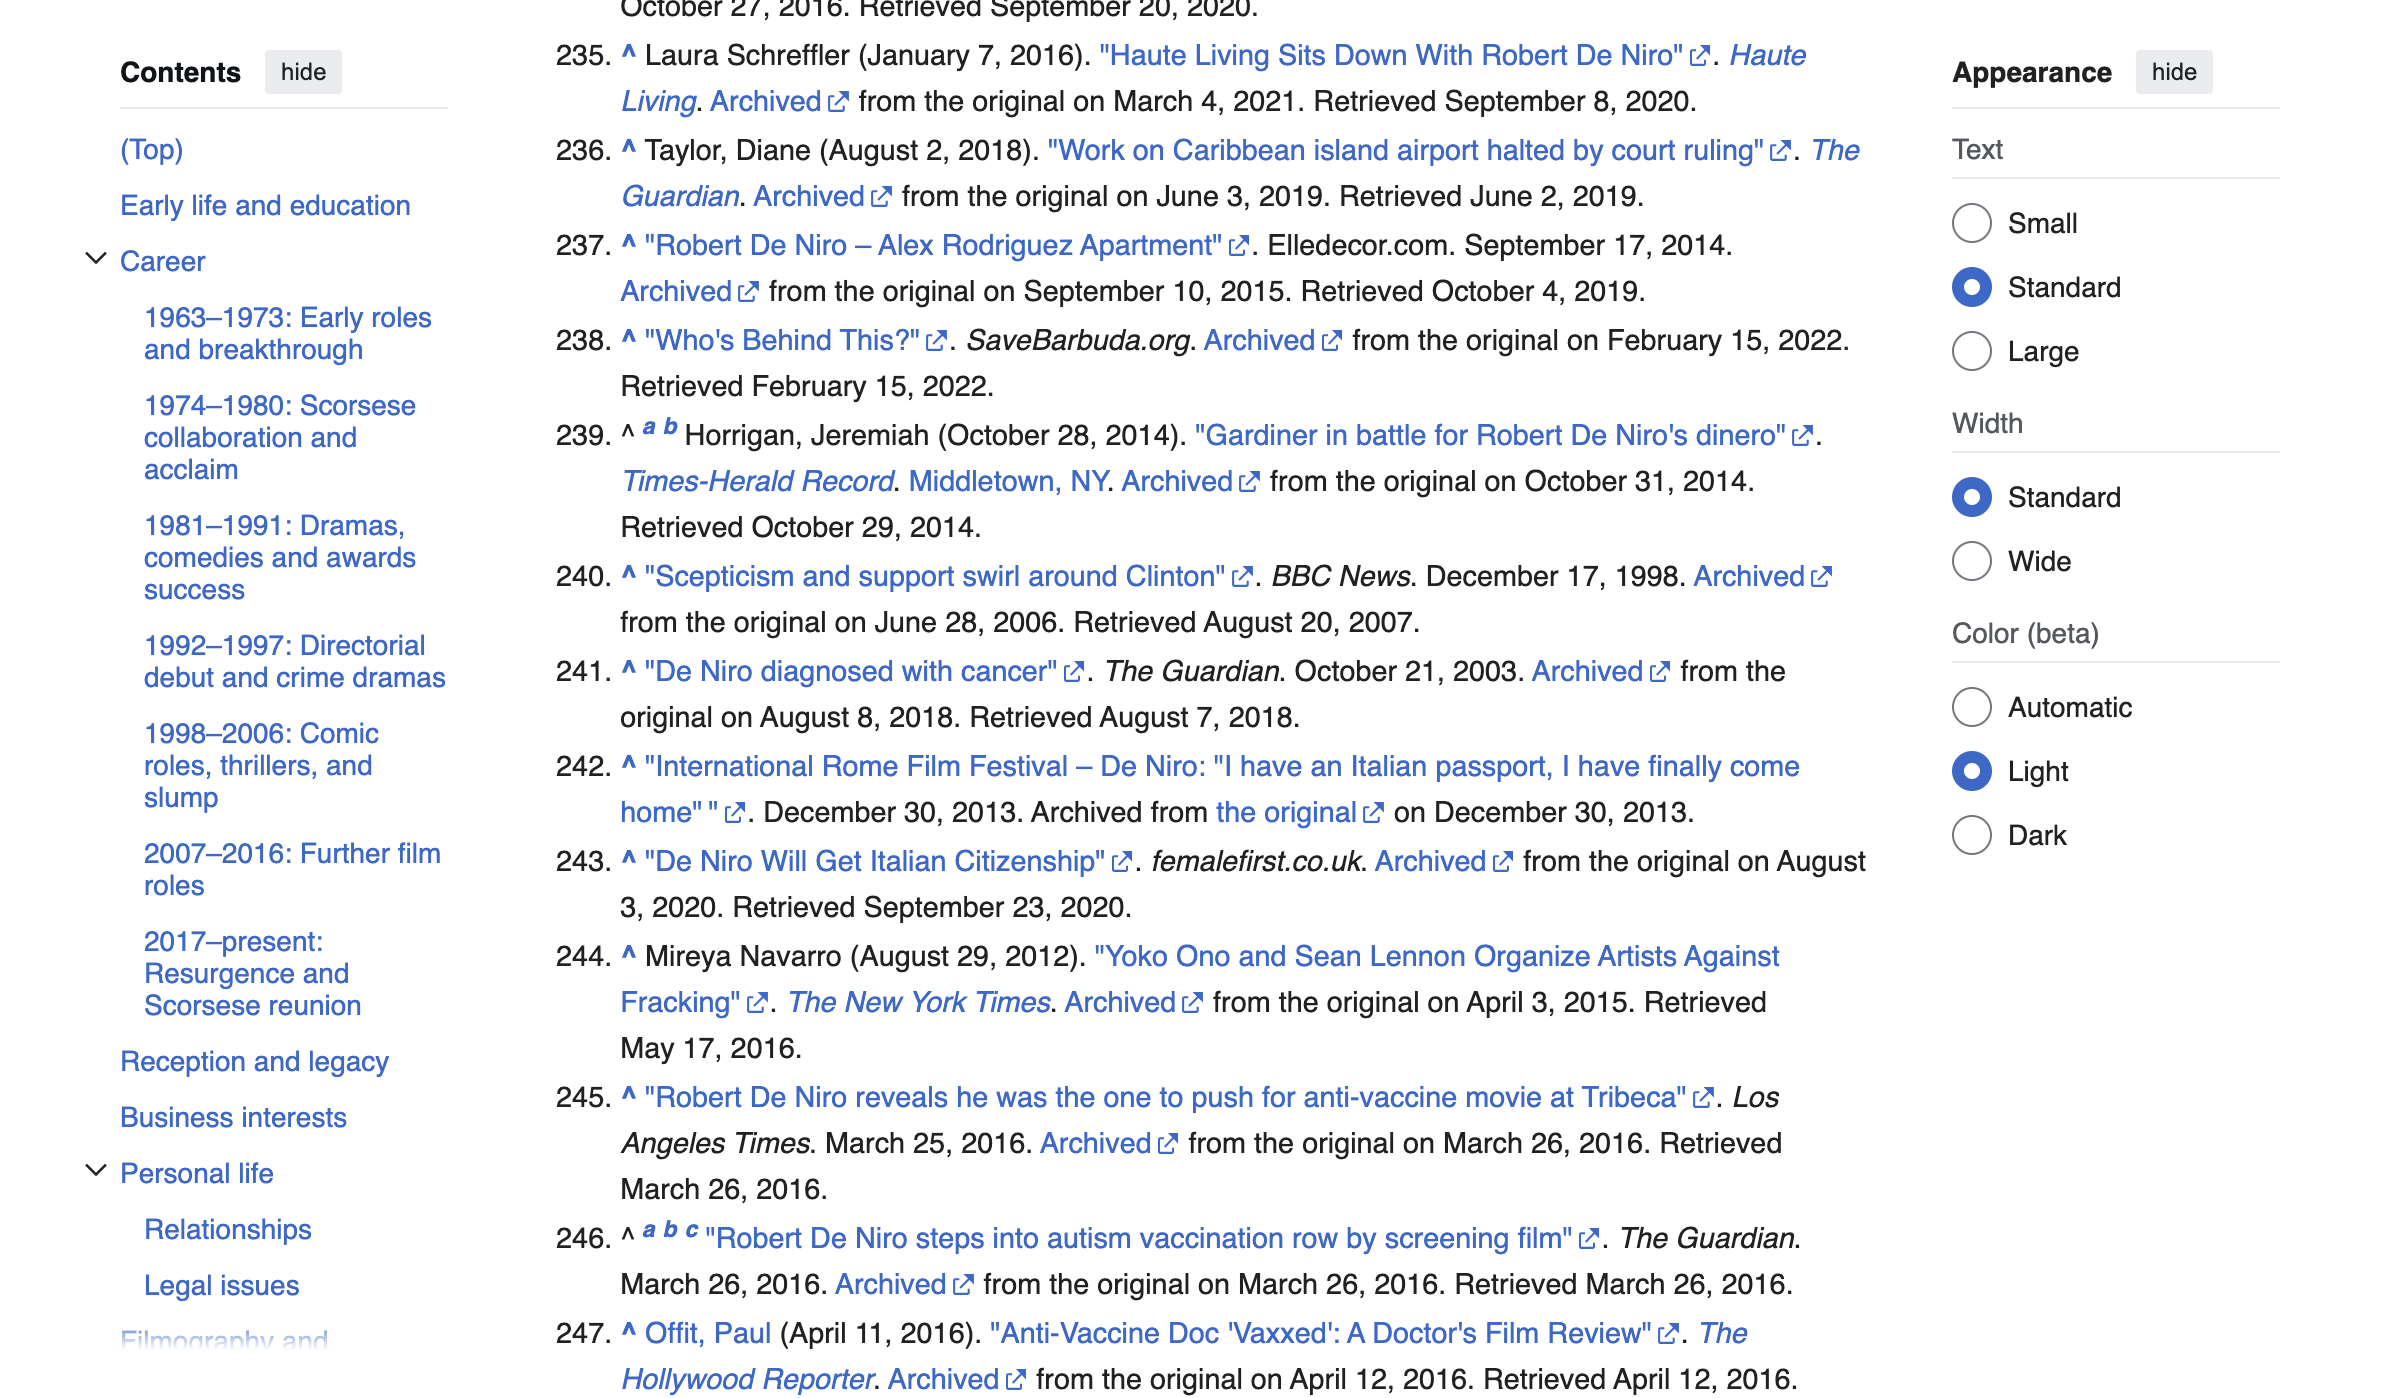 Contents hide
(Top)
Early life and education
Career
1963–1973: Early roles
and breakthrough
1974–1980: Scorsese
collaboration and
acclaim
1981–1991: Dramas,
comedies and awards
success
1992–1997: Directorial
debut and crime dramas
1998–2006: Comic
roles, thrillers, and
slump
2007–2016: Further film
roles
2017–present:
Resurgence and
Scorsese reunion
Reception and legacy
Business interests
Personal life
Relationships
Legal issues
Filmography and
October 27, 2016. Retrieved September 20, 2020.
235. ^ Laura Schreffler (January 7, 2016). "Haute Living Sits Down With Robert De Niro". Haute
Living. Archived from the original on March 4, 2021. Retrieved September 8, 2020.
236. ^ Taylor, Diane (August 2, 2018). "Work on Caribbean island airport halted by court ruling". The
Guardian. Archived from the original on June 3, 2019. Retrieved June 2, 2019.
237. ^ "Robert De Niro – Alex Rodriguez Apartment". Elledecor.com. September 17, 2014.
Archived from the original on September 10, 2015. Retrieved October 4, 2019.
238. ^ "Who's Behind This?". SaveBarbuda.org. Archived from the original on February 15, 2022.
Retrieved February 15, 2022.
239. ^ a b Horrigan, Jeremiah (October 28, 2014). "Gardiner in battle for Robert De Niro's dinero".
Times-Herald Record. Middletown, NY. Archived from the original on October 31, 2014.
Retrieved October 29, 2014.
240. ^ "Scepticism and support swirl around Clinton". BBC News. December 17, 1998. Archived
from the original on June 28, 2006. Retrieved August 20, 2007.
241. ^ "De Niro diagnosed with cancer". The Guardian. October 21, 2003. Archived from the
original on August 8, 2018. Retrieved August 7, 2018.
242. ^ "International Rome Film Festival – De Niro: "I have an Italian passport, I have finally come
home" ". December 30, 2013. Archived from the original on December 30, 2013.
243. ^ "De Niro Will Get Italian Citizenship". femalefirst.co.uk. Archived from the original on August
3, 2020. Retrieved September 23, 2020.
244. ^ Mireya Navarro (August 29, 2012). "Yoko Ono and Sean Lennon Organize Artists Against
Fracking". The New York Times. Archived from the original on April 3, 2015. Retrieved
May 17, 2016.
245. ^ "Robert De Niro reveals he was the one to push for anti-vaccine movie at Tribeca". Los
Angeles Times. March 25, 2016. Archived from the original on March 26, 2016. Retrieved
March 26, 2016.
246. ^ a b c "Robert De Niro steps into autism vaccination row by screening film". The Guardian.
March 26, 2016. Archived from the original on March 26, 2016. Retrieved March 26, 2016.
247. ^ Offit, Paul (April 11, 2016). "Anti-Vaccine Doc 'Vaxxed': A Doctor's Film Review". The
Hollywood Reporter. Archived from the original on April 12, 2016. Retrieved April 12, 2016.
Appearance hide
Text
Small
Standard
Large
Width
Standard
Wide
Color (beta)
Automatic
Light
Dark